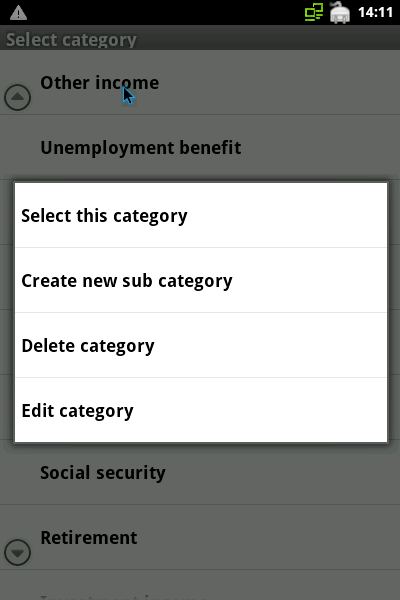 14:11
Select category
Other income
Unemployment benefit
Select this category
Create new sub category
Delete category
Edit category
Social security
Retirement